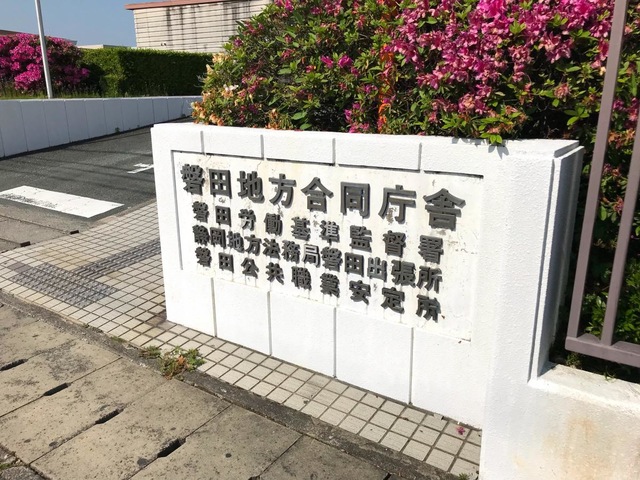 磐田地方合同庁舎
磐田労働基準監督署
静岡地方法務局磐田出張所
磐田公共職業安定所